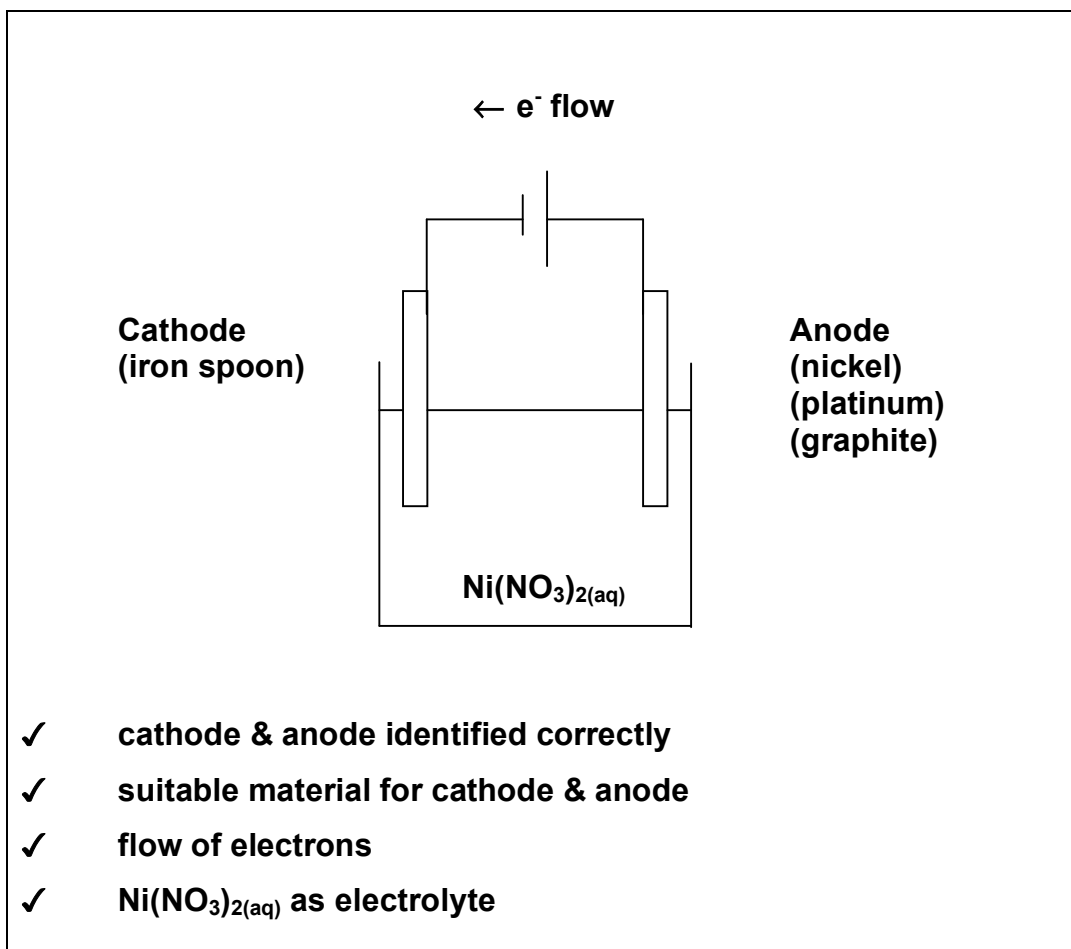 ← e⁻ flow
Cathode
(iron spoon)
Anode
(nickel)
(platinum)
(graphite)
Ni(NO₃)₂(aq)
✓ cathode & anode identified correctly
✓ suitable material for cathode & anode
✓ flow of electrons
✓ Ni(NO₃)₂(aq) as electrolyte